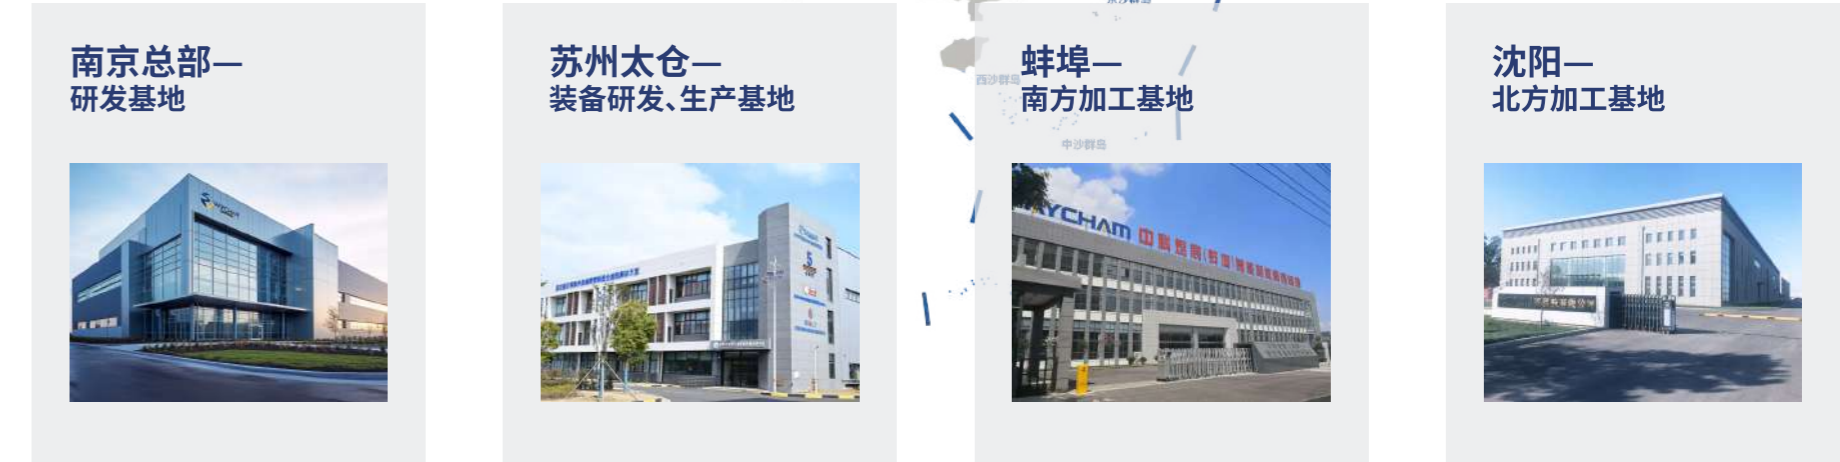 南京总部—
研发基地
苏州太仓—
装备研发、生产基地
蚌埠—
南方加工基地
沈阳—
北方加工基地
西沙群岛
中沙群岛